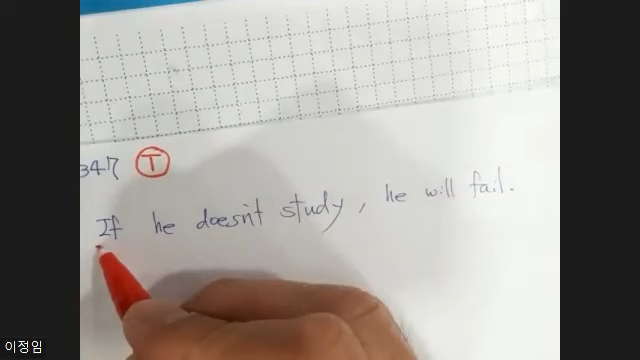 347 T
If he doesn't study, he will fail.
이정임